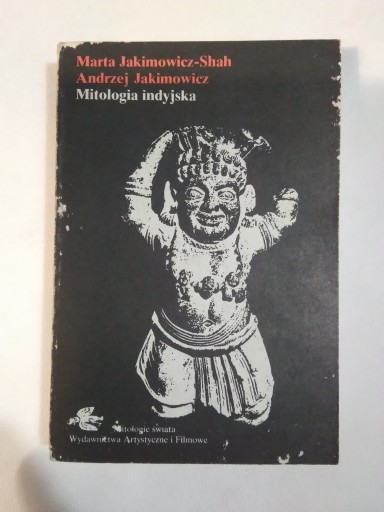 Marta Jakimowicz-Shah
Andrzej Jakimowicz
Mitologia indyjska
Mitologie świata
Wydawnictwa Artystyczne i Filmowe